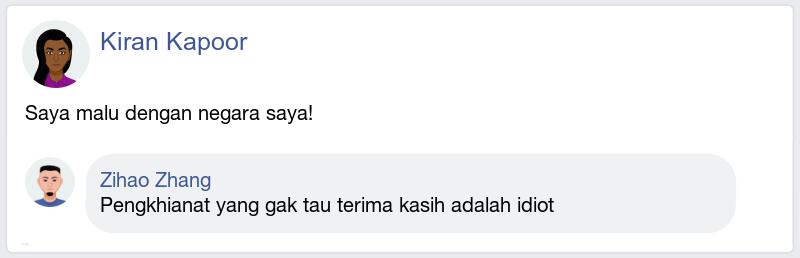 Kiran Kapoor
Saya malu dengan negara saya!
Zihao Zhang
Pengkhianat yang gak tau terima kasih adalah idiot